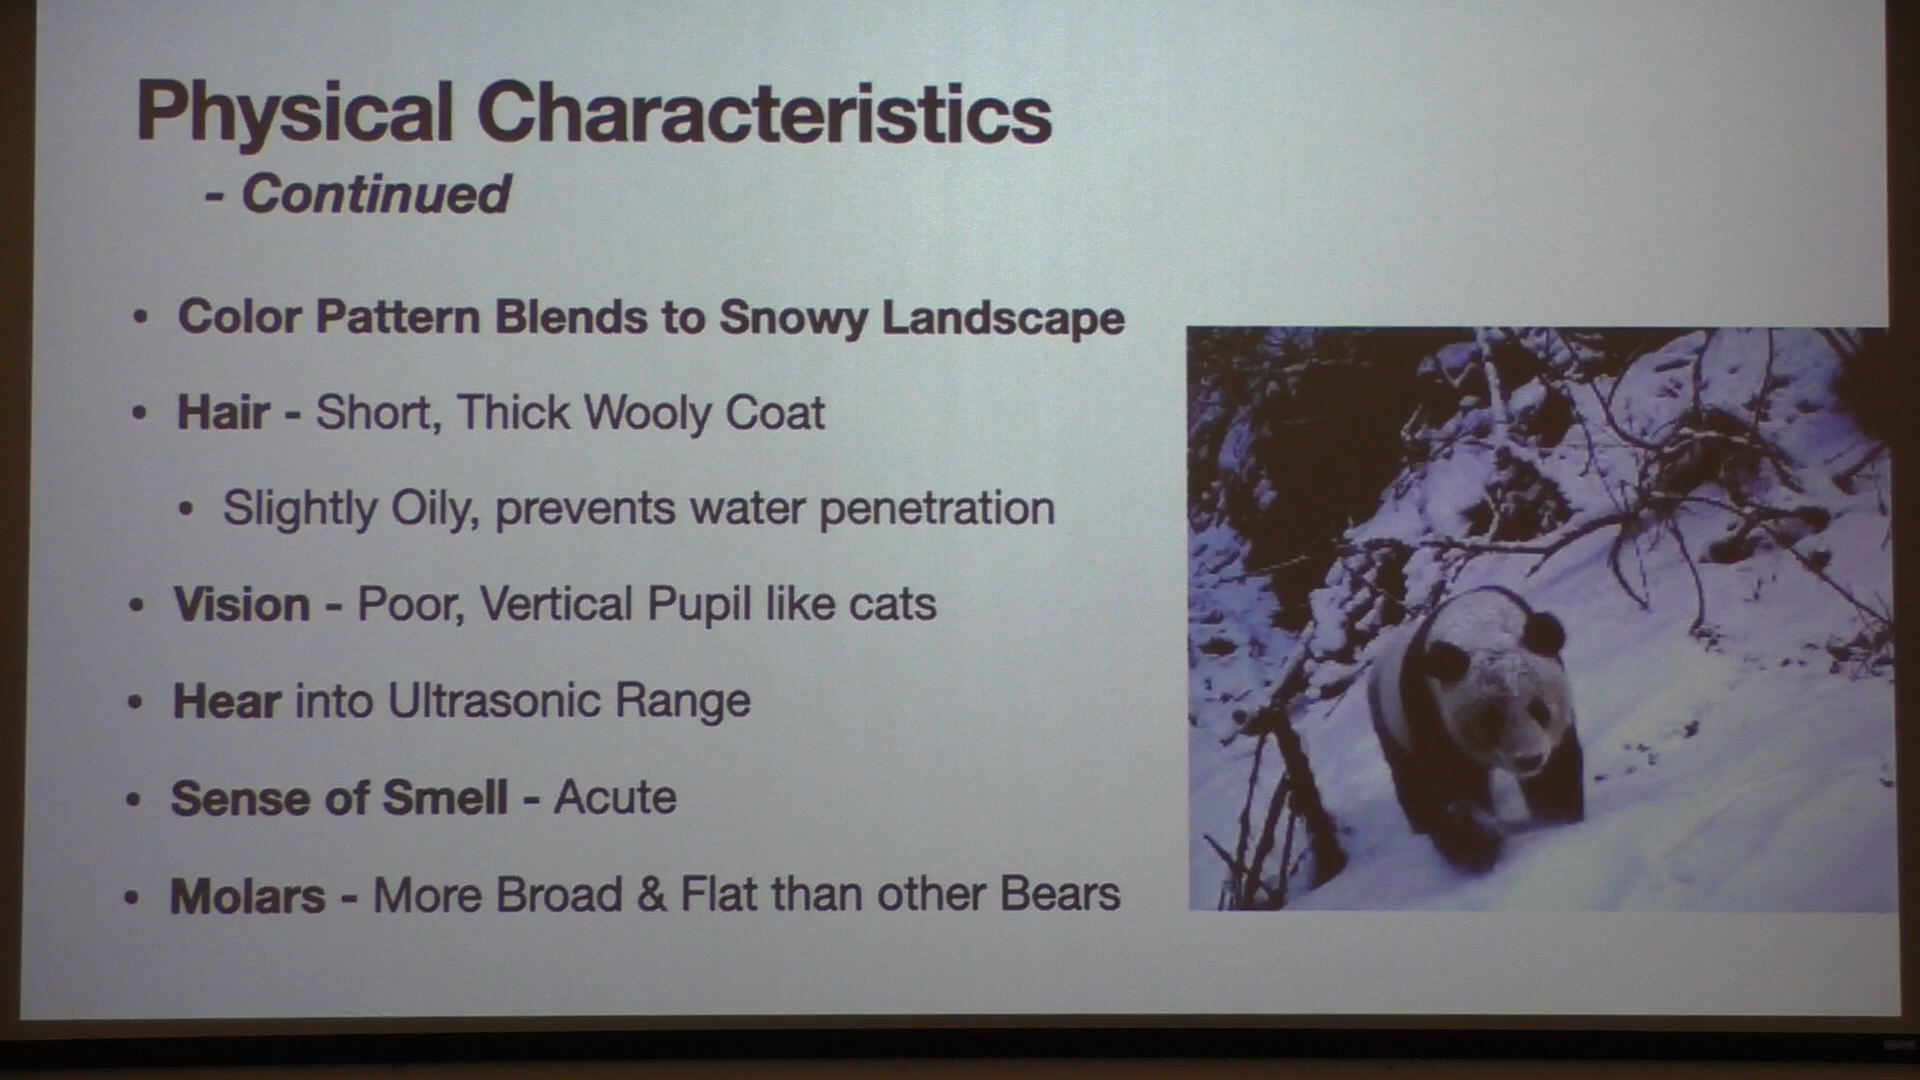 Physical Characteristics
- Continued
• Color Pattern Blends to Snowy Landscape
• Hair - Short, Thick Wooly Coat
• Slightly Oily, prevents water penetration
• Vision - Poor, Vertical Pupil like cats
• Hear into Ultrasonic Range
• Sense of Smell - Acute
• Molars - More Broad & Flat than other Bears